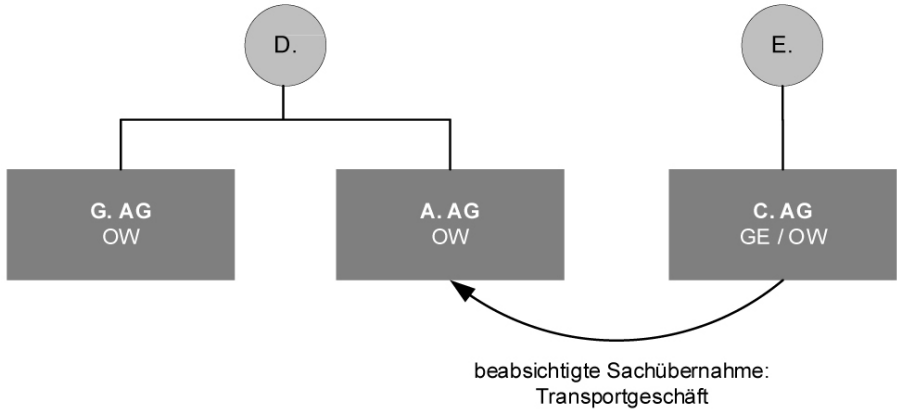 D.
E.
G. AG
OW
A. AG
OW
C. AG
GE / OW
beabsichtigte Sachübernahme:
Transportgeschäft